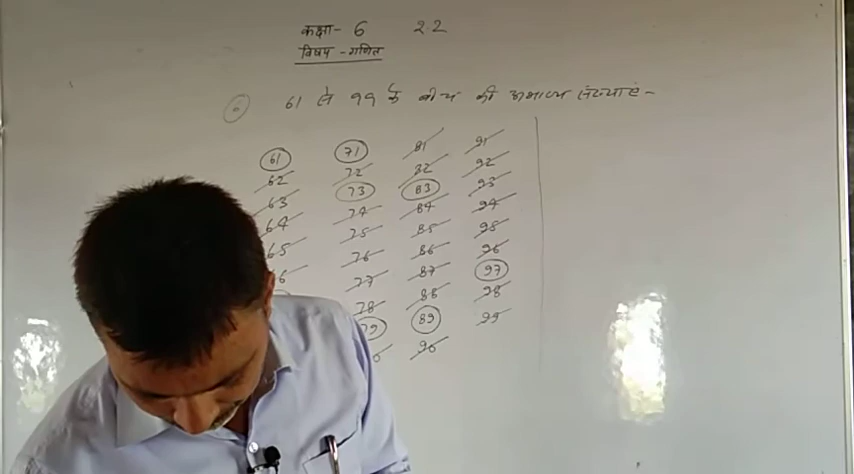 कक्षा- 6 22
विषय - गणित
61 से 99 के बीच की अभाज्य संख्याएं -
61 71 81 91
62 72 82 92
63 73 83 93
64 74 84 94
65 75 85 95
6 76 86 96
77 87 97
78 88 98
79 89 99
90